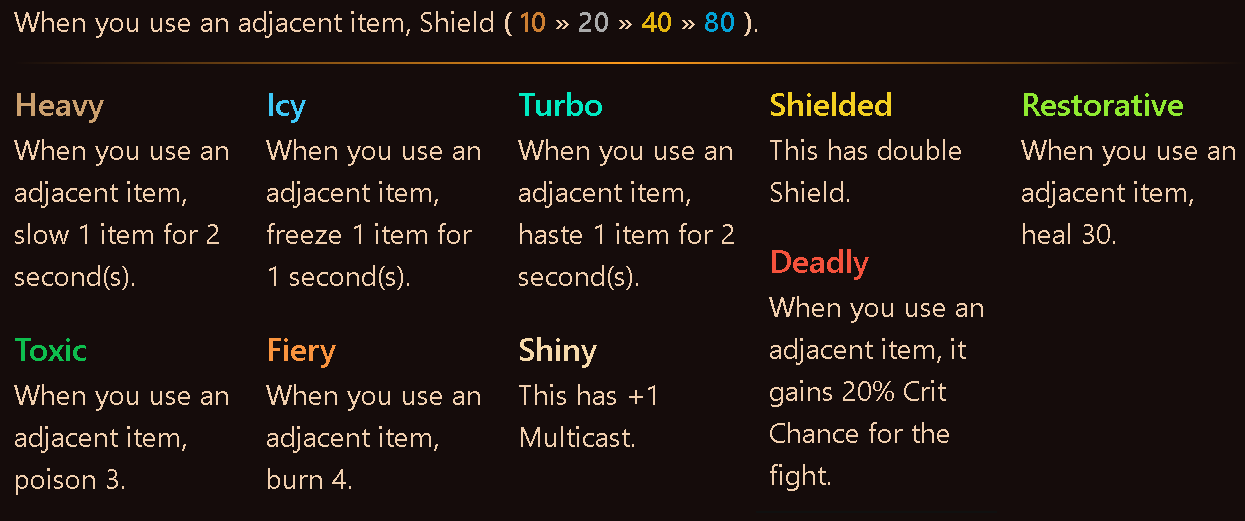 When you use an adjacent item, Shield ( 10 » 20 » 40 » 80 ).
Heavy
When you use an
adjacent item,
slow 1 item for 2
second(s).
Icy
When you use an
adjacent item,
freeze 1 item for
1 second(s).
Turbo
When you use an
adjacent item,
haste 1 item for 2
second(s).
Shielded
This has double
Shield.
Restorative
When you use an
adjacent item,
heal 30.
Toxic
When you use an
adjacent item,
poison 3.
Fiery
When you use an
adjacent item,
burn 4.
Shiny
This has +1
Multicast.
Deadly
When you use an
adjacent item, it
gains 20% Crit
Chance for the
fight.